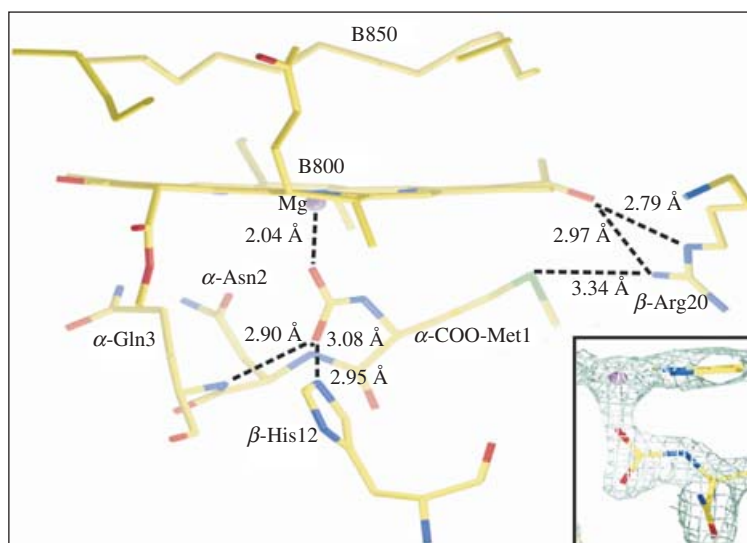 B850
B800
Mg
2.79 Å
2.04 Å
2.97 Å
α-Asn2
3.34 Å
β-Arg20
α-Gln3
2.90 Å
3.08 Å
α-COO-Met1
2.95 Å
β-His12